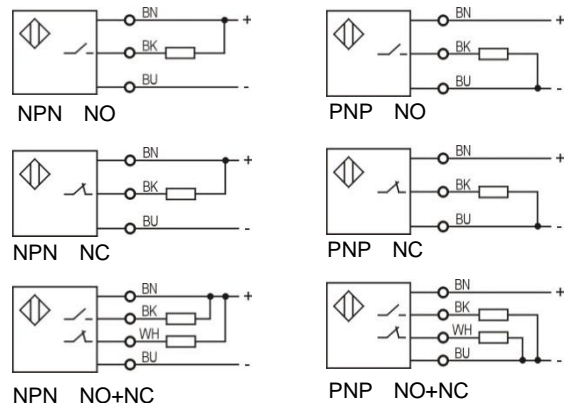 BN +
BK
BU -
NPN NO
BN +
BK
BU -
PNP NO
BN +
BK
BU -
NPN NC
BN +
BK
BU -
PNP NC
BN +
BK
WH
BU -
NPN NO+NC
BN +
BK
WH
BU -
PNP NO+NC